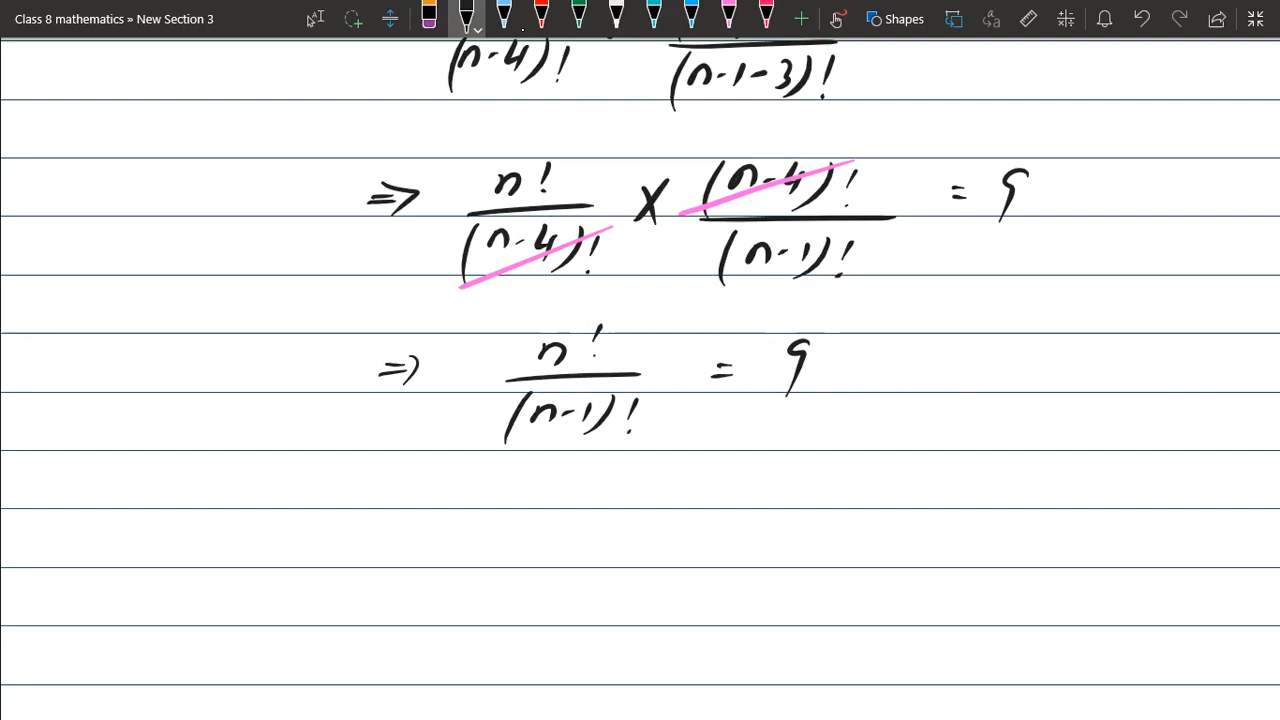 Class 8 mathematics » New Section 3
Shapes
(n-4)! (n-1-3)!
=> n!/(n-4)! × (n-4)!/(n-1)! = 9
=> n!/(n-1)! = 9